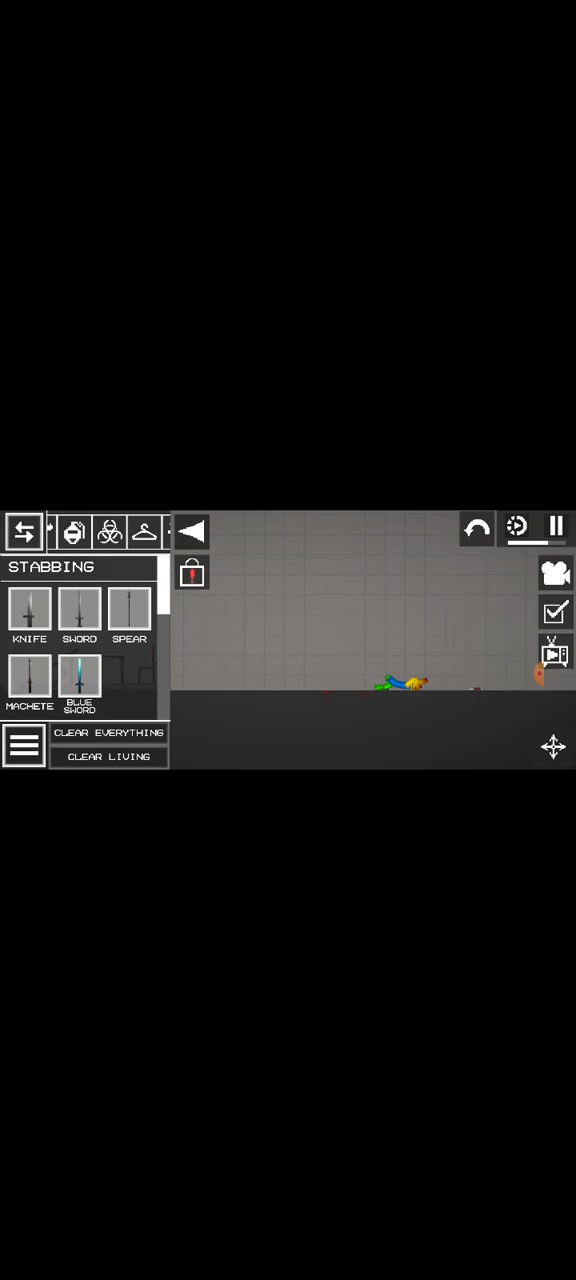 STABBING
KNIFE SWORD SPEAR
MACHETE BLUE SWORD
CLEAR EVERYTHING
CLEAR LIVING